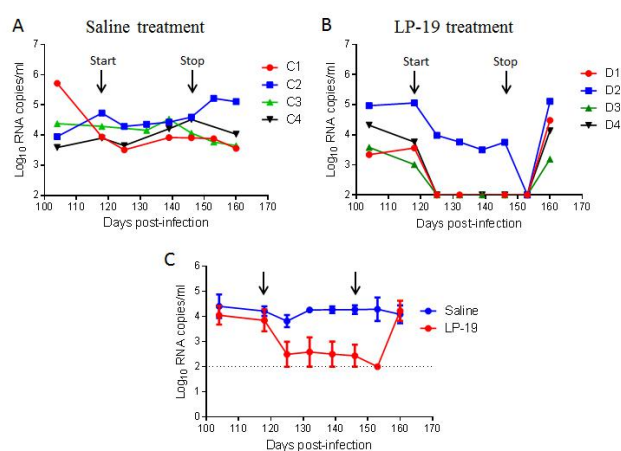 Saline treatment
LP-19 treatment
A
B
Start
Stop
C1
C2
C3
C4
Log10 RNA copies/ml
7
6
5
4
3
2
100 110 120 130 140 150 160 170
Days post-infection
Start
Stop
D1
D2
D3
D4
Log10 RNA copies/ml
7
6
5
4
3
2
100 110 120 130 140 150 160 170
Days post-infection
C
Saline
LP-19
Log10 RNA copies/ml
6
5
4
3
2
1
0
100 110 120 130 140 150 160 170
Days post-infection